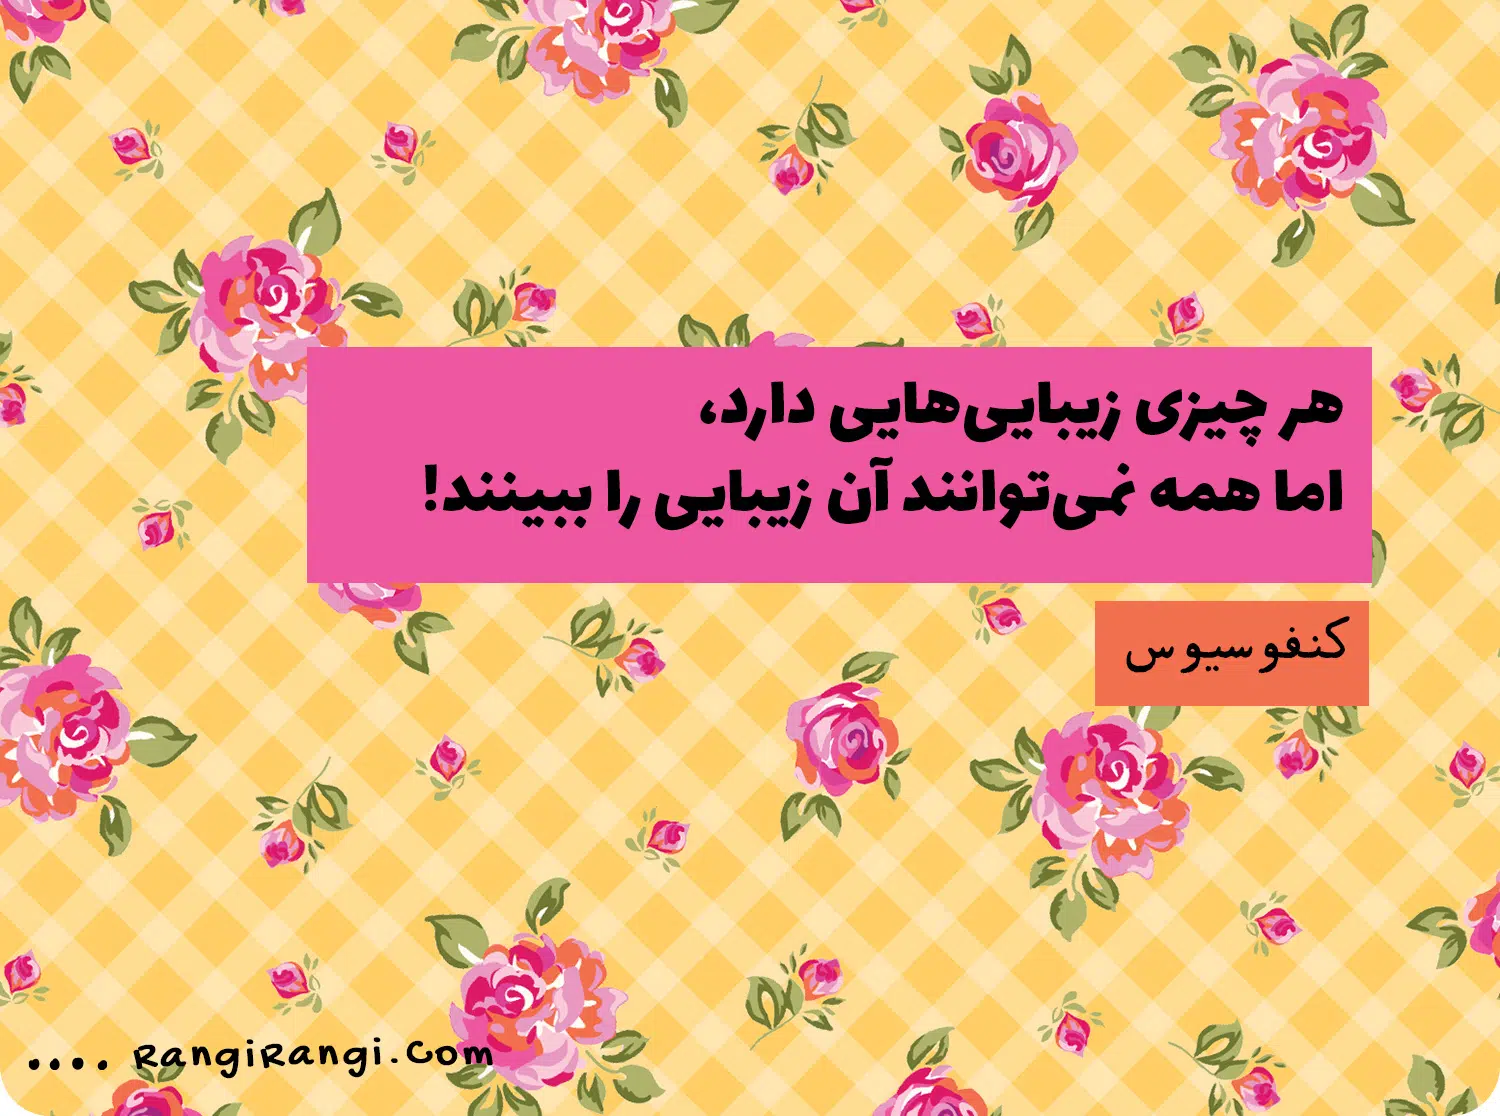 هر چیزی زیبایی‌هایی دارد،
اما همه نمی‌توانند آن زیبایی را ببینند!
کنفوسیوس
.... RangiRangi.com